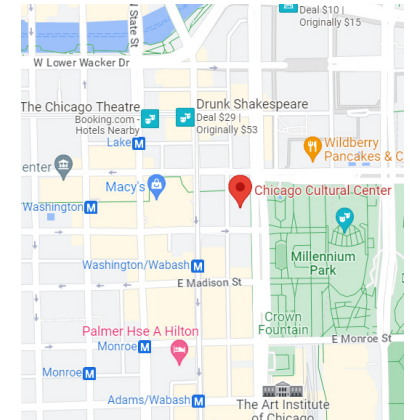 Deal $10 |
Originally $15
N State St
W Lower Wacker Dr
The Chicago Theatre
Booking.com -
Hotels Nearby
Drunk Shakespeare
Deal $29 |
Originally $53
Lake M
Wildberry
Pancakes & C
enter
Macy's
Chicago Cultural Center
Washington M
Millennium
Park
Washington/Wabash M
E Madison St
Crown
Fountain
Palmer Hse A Hilton
Monroe M
E Monroe St
Monroe M
Adams/Wabash M
The Art Institute
of Chicago